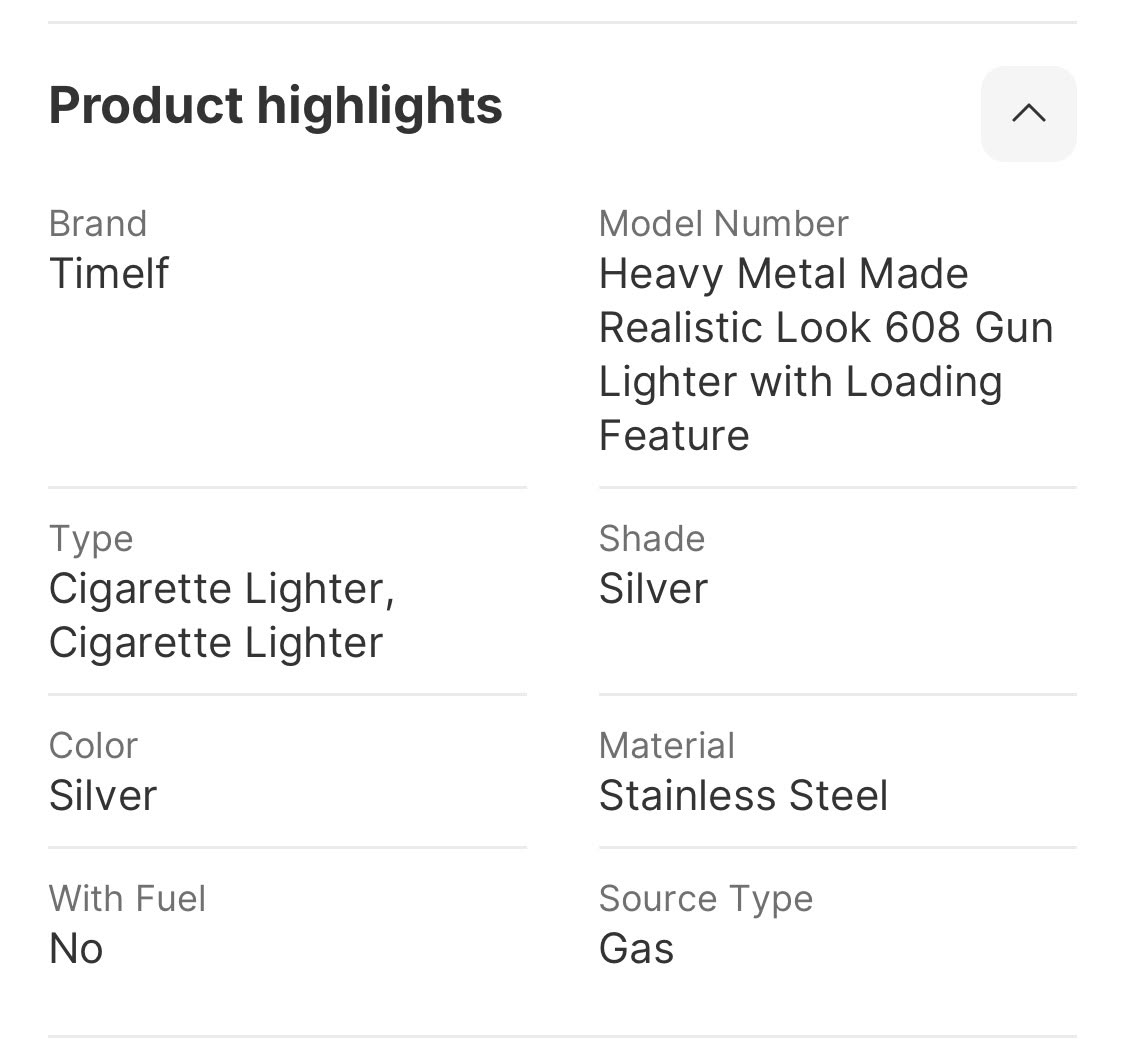 Product highlights
Brand
Timelf
Model Number
Heavy Metal Made
Realistic Look 608 Gun
Lighter with Loading
Feature
Type
Cigarette Lighter,
Cigarette Lighter
Shade
Silver
Color
Silver
Material
Stainless Steel
With Fuel
No
Source Type
Gas